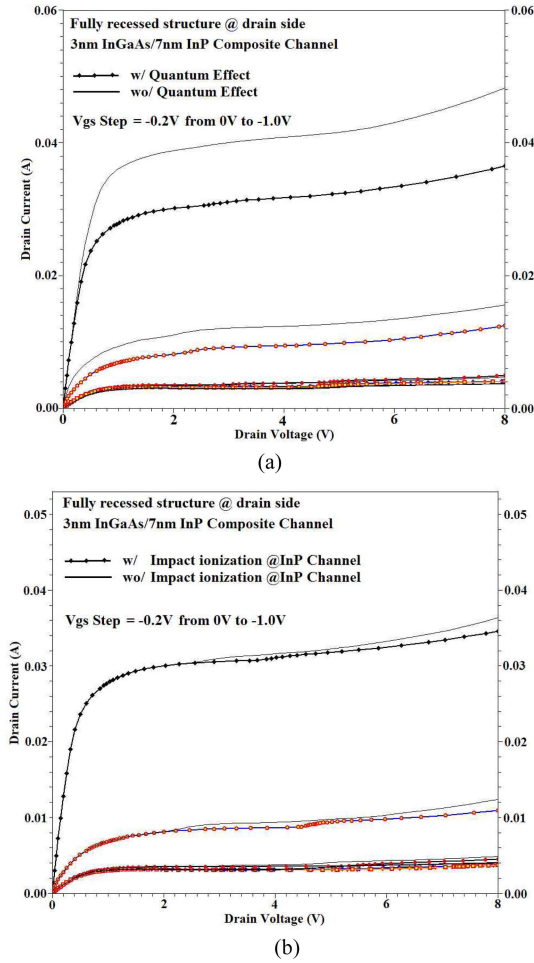 0.06
0.06
Fully recessed structure @ drain side
3nm InGaAs/7nm InP Composite Channel
w/ Quantum Effect
wo/ Quantum Effect
Vgs Step = -0.2V from 0V to -1.0V
0.04
0.04
Drain Current (A)
0.02
0.02
0.00
0.00
0
2
4
6
8
Drain Voltage (V)
(a)
Fully recessed structure @ drain side
3nm InGaAs/7nm InP Composite Channel
0.05
0.05
w/ Impact ionization @InP Channel
wo/ Impact ionization @InP Channel
0.04
0.04
Vgs Step = -0.2V from 0V to -1.0V
0.03
0.03
Drain Current (A)
0.02
0.02
0.01
0.01
0.00
0.00
0
2
4
6
8
Drain Voltage (V)
(b)